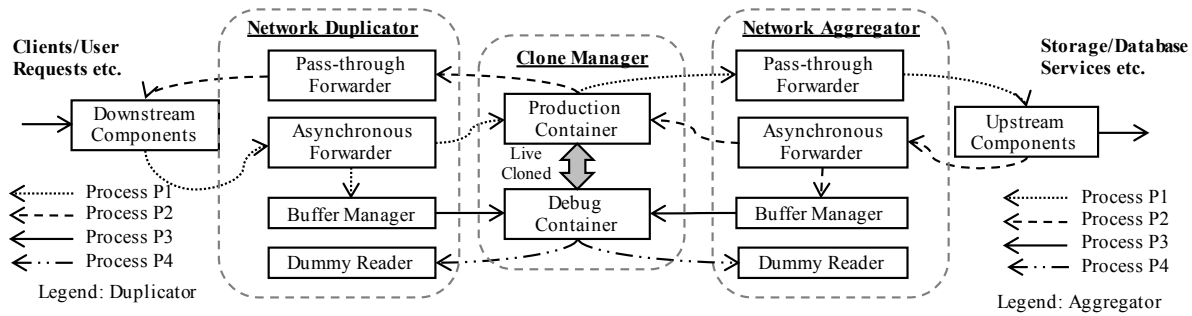 Network Duplicator
Network Aggregator
Clients/User
Requests etc.
Clone Manager
Storage/Database
Services etc.
Pass-through
Forwarder
Pass-through
Forwarder
Downstream
Components
Production
Container
Upstream
Components
Asynchronous
Forwarder
Asynchronous
Forwarder
Live
Cloned
Process P1
Process P2
Process P3
Process P4
Legend: Duplicator
Buffer Manager
Debug
Container
Buffer Manager
Dummy Reader
Dummy Reader
Process P1
Process P2
Process P3
Process P4
Legend: Aggregator